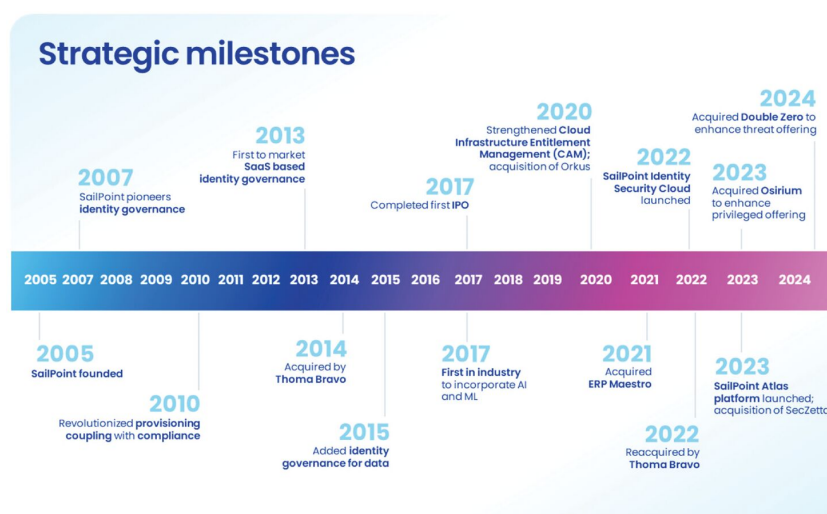 Strategic milestones
2007
SailPoint pioneers
identity governance
2013
First to market
SaaS based
identity governance
2017
Completed first IPO
2020
Strengthened Cloud
Infrastructure Entitlement
Management (CAM);
acquisition of Orkus
2022
SailPoint Identity
Security Cloud
launched
2023
Acquired Osirium
to enhance
privileged offering
2024
Acquired Double Zero to
enhance threat offering
2005 2007 2008 2009 2010 2011 2012 2013 2014 2015 2016 2017 2018 2019 2020 2021 2022 2023 2024
2005
SailPoint founded
2010
Revolutionized provisioning
coupling with compliance
2014
Acquired by
Thoma Bravo
2015
Added identity
governance for data
2017
First in industry
to incorporate AI
and ML
2021
Acquired
ERP Maestro
2022
Reacquired by
Thoma Bravo
2023
SailPoint Atlas
platform launched;
acquisition of SecZetta